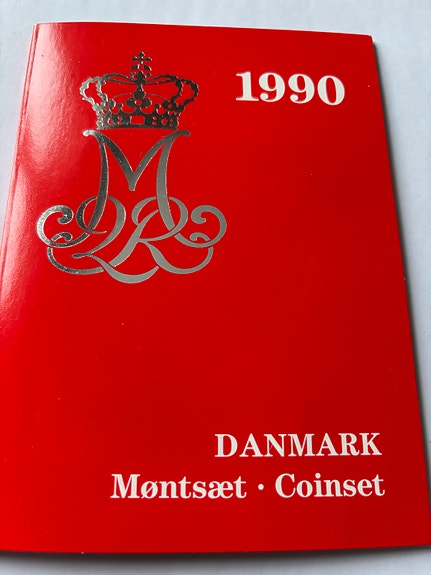 1990
DANMARK
Møntsæt · Coinset